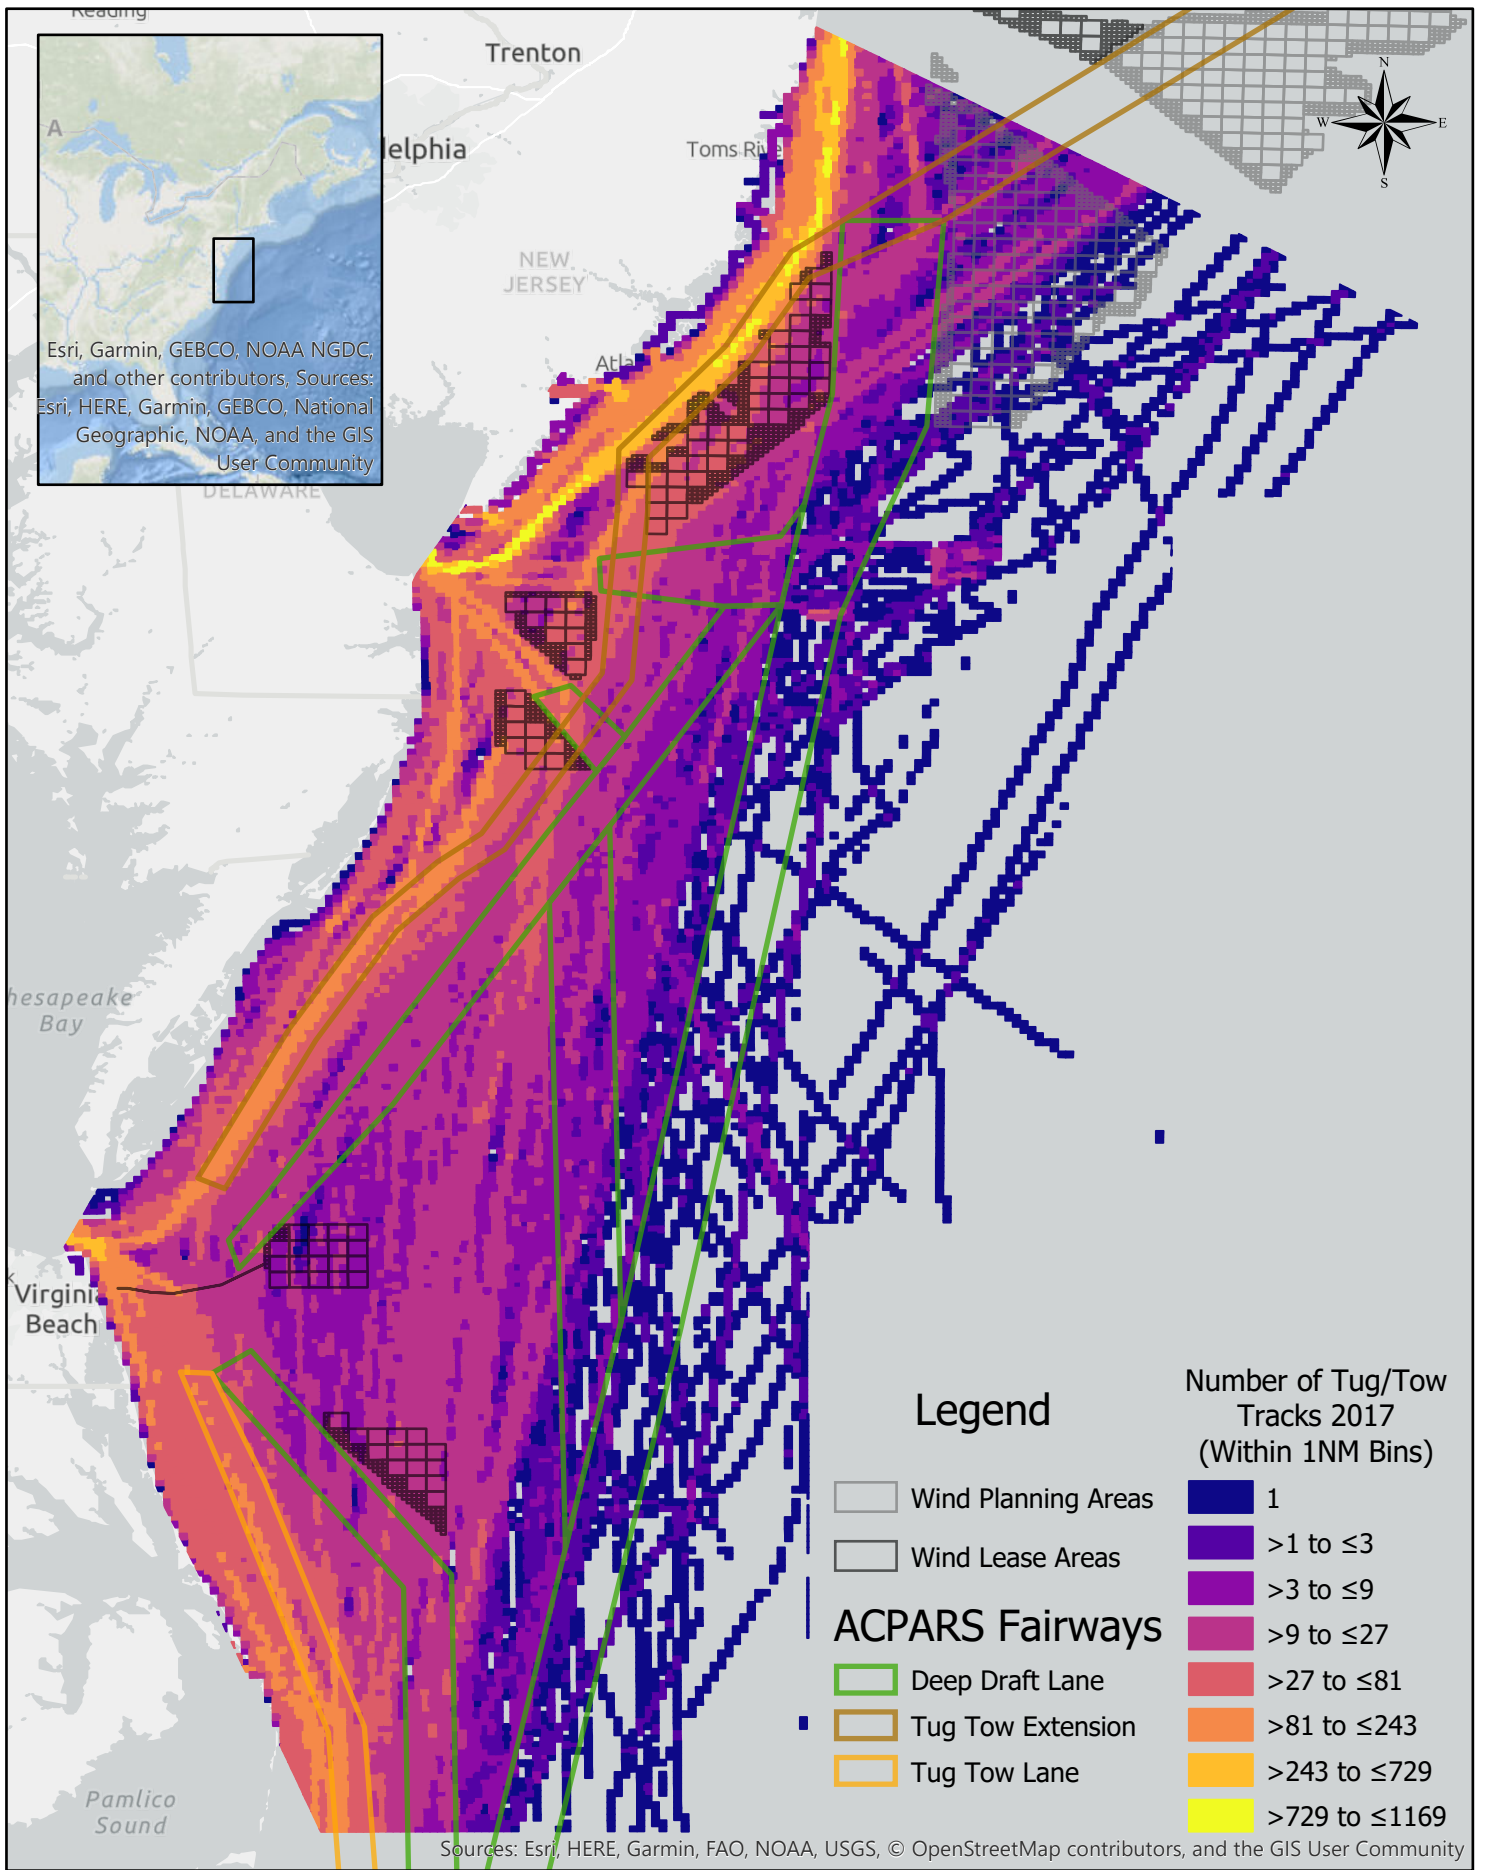 Reading
Trenton
A
delphia
Toms Rive
N
W
E
S
NEW
JERSEY
Esri, Garmin, GEBCO, NOAA NGDC,
and other contributors, Sources:
Esri, HERE, Garmin, GEBCO, National
Geographic, NOAA, and the GIS
User Community
Atla
DELAWARE
hesapeake
Bay
Virginia
Beach
Pamlico
Sound
Legend
Wind Planning Areas
Wind Lease Areas
ACPARS Fairways
Deep Draft Lane
Tug Tow Extension
Tug Tow Lane
Number of Tug/Tow
Tracks 2017
(Within 1NM Bins)
1
>1 to ≤3
>3 to ≤9
>9 to ≤27
>27 to ≤81
>81 to ≤243
>243 to ≤729
>729 to ≤1169
Sources: Esri, HERE, Garmin, FAO, NOAA, USGS, © OpenStreetMap contributors, and the GIS User Community